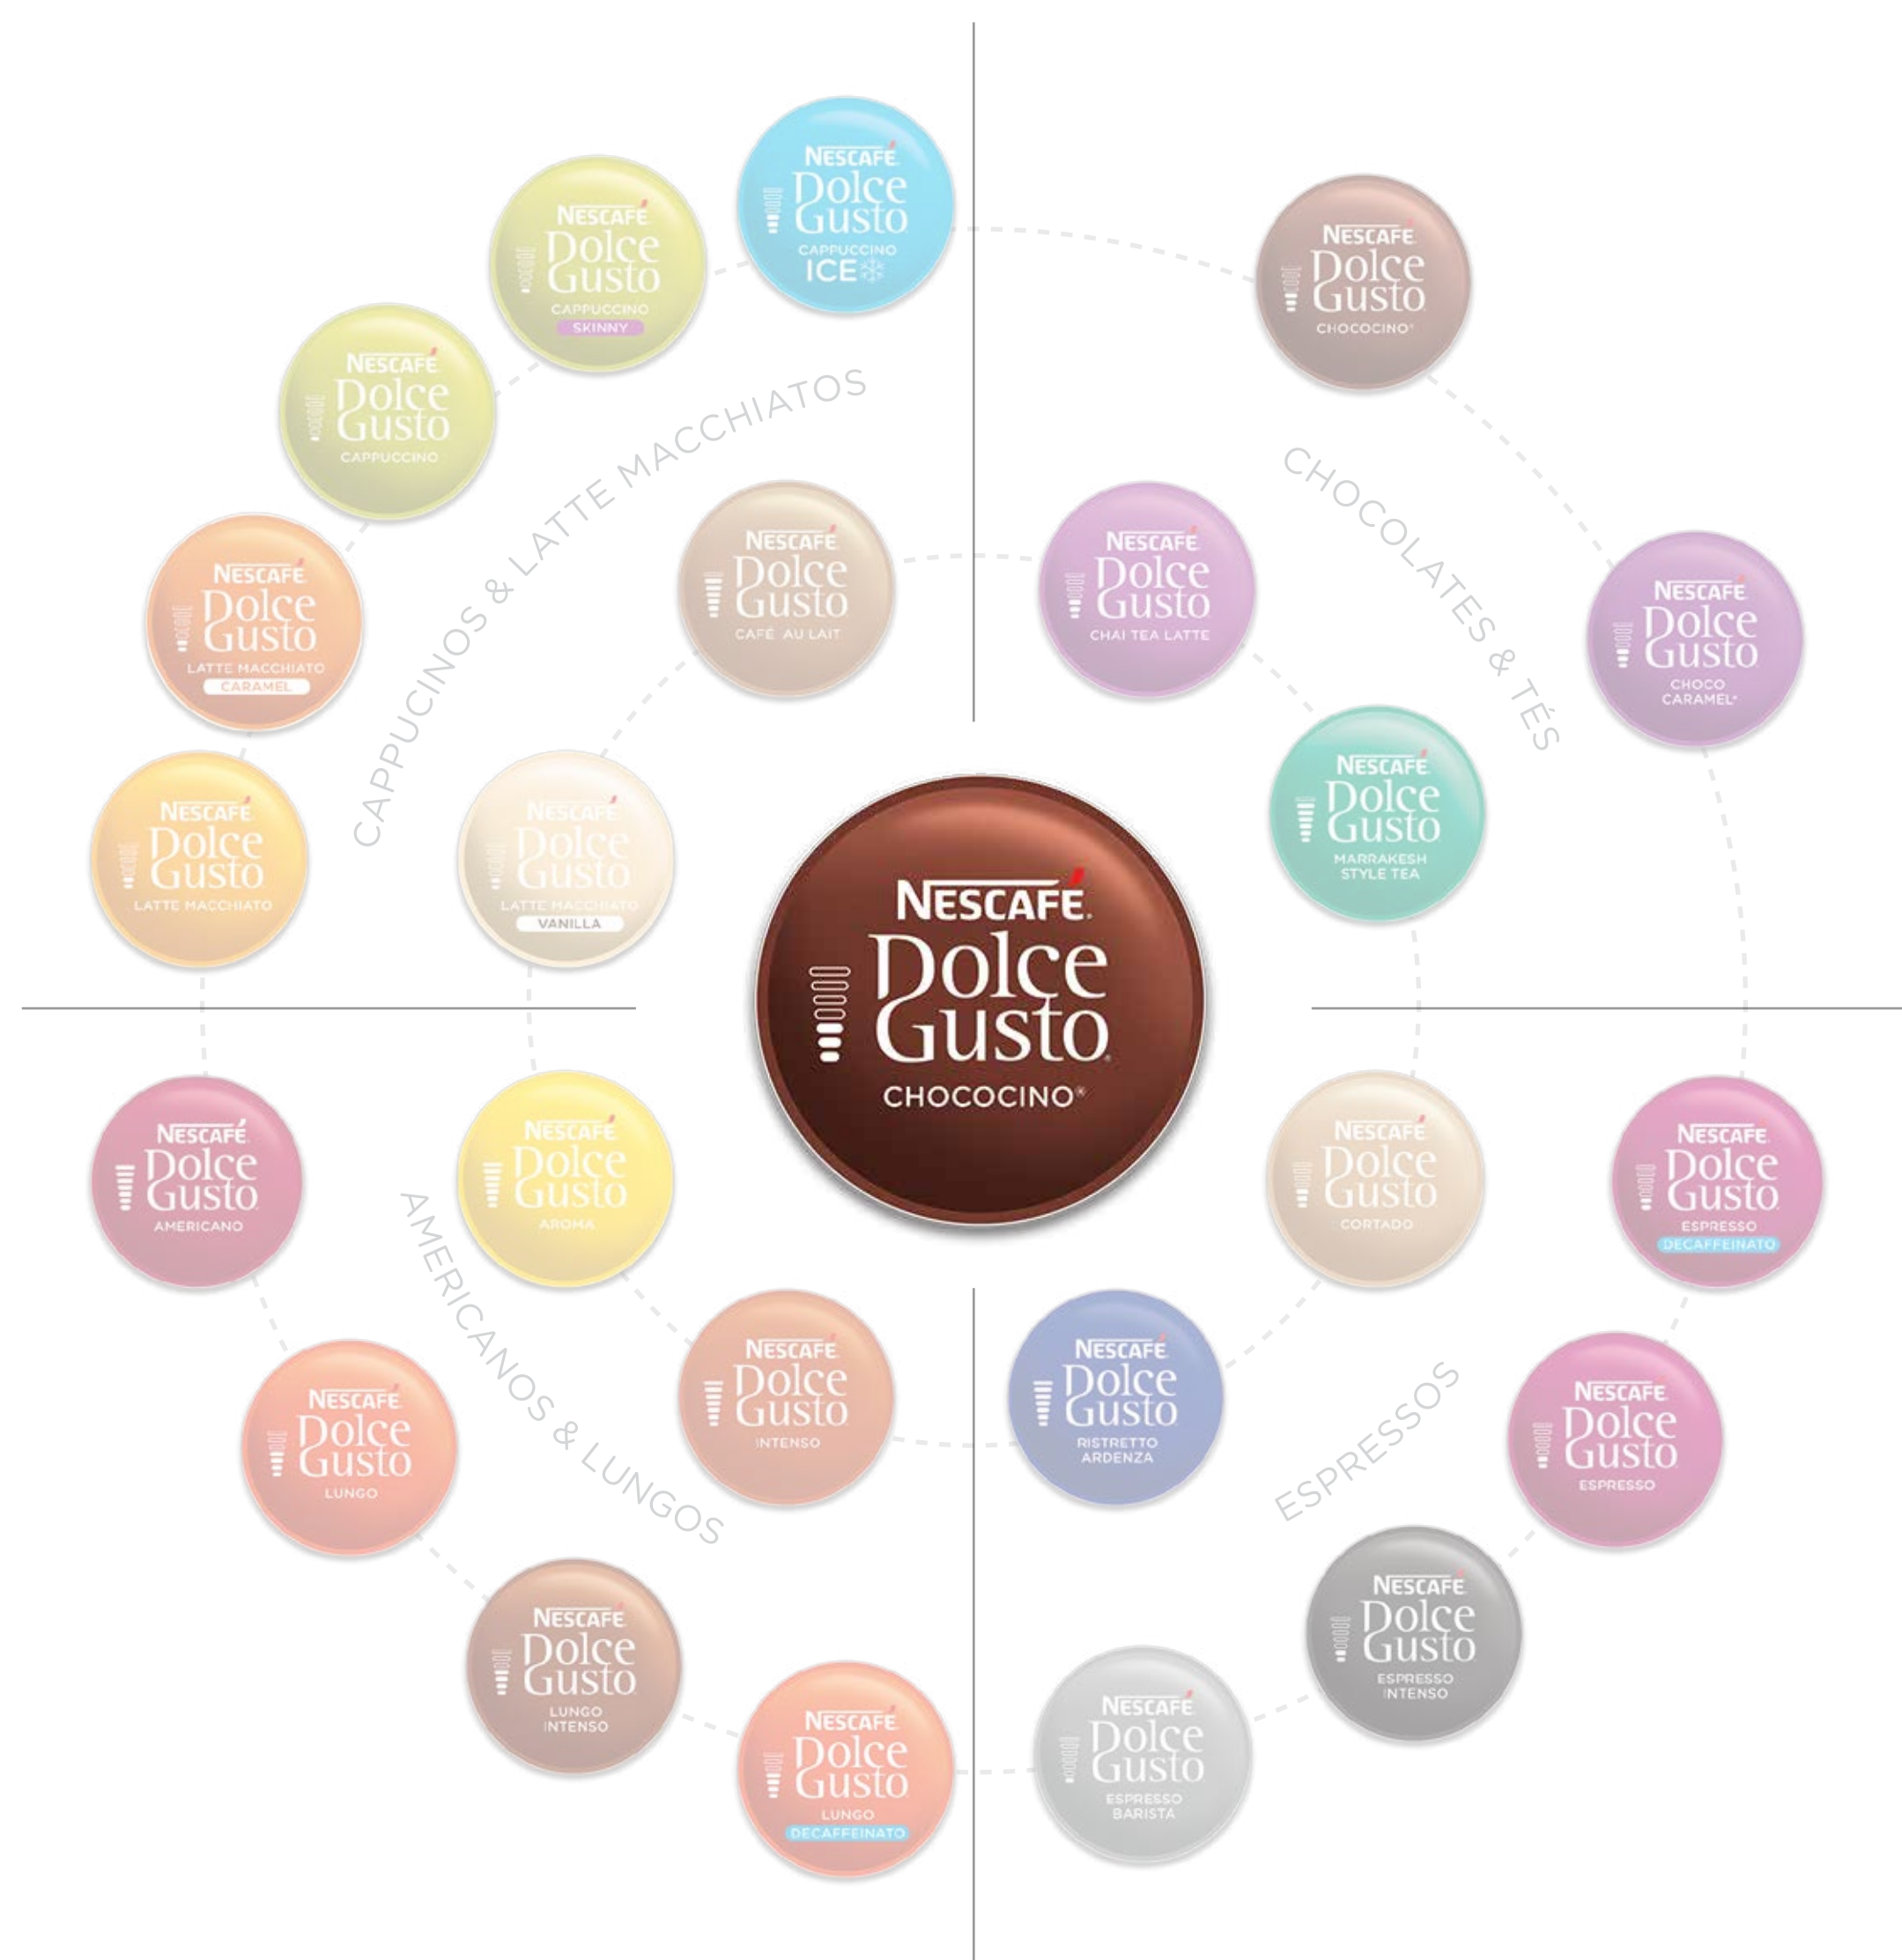 NESCAFÉ
Dolce
Gusto
CAPPUCCINO
ICE
NESCAFÉ
Dolce
Gusto
CAPPUCCINO
SKINNY
NESCAFÉ
Dolce
Gusto
CAPPUCCINO
NESCAFÉ
Dolce
Gusto
LATTE MACCHIATO
CARAMEL
NESCAFÉ
Dolce
Gusto
LATTE MACCHIATO
CAPPUCINOS & LATTE MACCHIATOS
NESCAFÉ
Dolce
Gusto
CAFÉ AU LAIT
NESCAFÉ
Dolce
Gusto
LATTE MACCHIATO
VANILLA
NESCAFÉ
Dolce
Gusto
CHOCOCINO®
CHOCOLATES & TÉS
NESCAFÉ
Dolce
Gusto
CHOCO
CARAMEL®
NESCAFÉ
Dolce
Gusto
CHAI TEA LATTE
NESCAFÉ
Dolce
Gusto
MARRAKESH
STYLE TEA
NESCAFÉ®
Dolce
Gusto®
CHOCOCINO®
NESCAFÉ
Dolce
Gusto
AMERICANO
NESCAFÉ
Dolce
Gusto
AROMA
AMERICANOS & LUNGOS
NESCAFÉ
Dolce
Gusto
LUNGO
NESCAFÉ
Dolce
Gusto
INTENSO
NESCAFÉ
Dolce
Gusto
LUNGO
INTENSO
NESCAFÉ
Dolce
Gusto
LUNGO
DECAFFEINATO
NESCAFÉ
Dolce
Gusto
CORTADO
NESCAFÉ
Dolce
Gusto
ESPRESSO
DECAFFEINATO
NESCAFÉ
Dolce
Gusto
RISTRETTO
ARDENZA
ESPRESSOS
NESCAFÉ
Dolce
Gusto
ESPRESSO
NESCAFÉ
Dolce
Gusto
ESPRESSO
INTENSO
NESCAFÉ
Dolce
Gusto
ESPRESSO
BARISTA